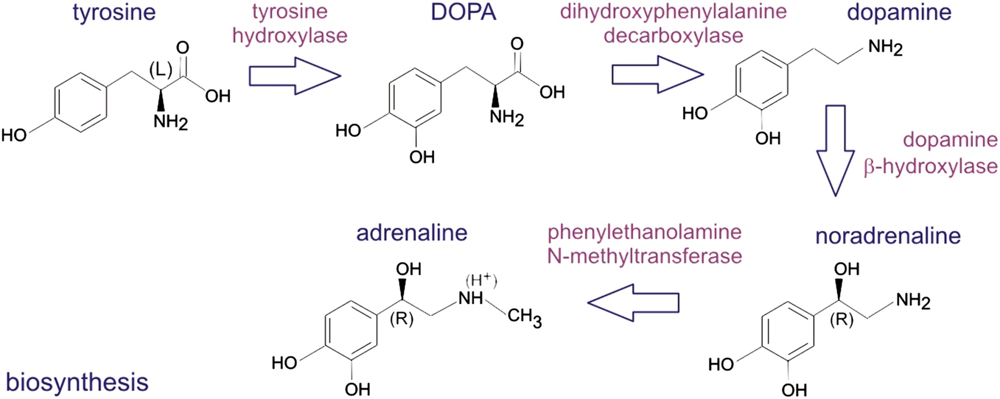 tyrosine
tyrosine
hydroxylase
DOPA
dihydroxyphenylalanine
decarboxylase
dopamine
HO
(L)
O
OH
NH2
HO
OH
O
OH
NH2
HO
OH
NH2
dopamine
β-hydroxylase
adrenaline
phenylethanolamine
N-methyltransferase
noradrenaline
OH
(H+)
NH
CH3
(R)
HO
OH
OH
NH2
(R)
HO
OH
biosynthesis